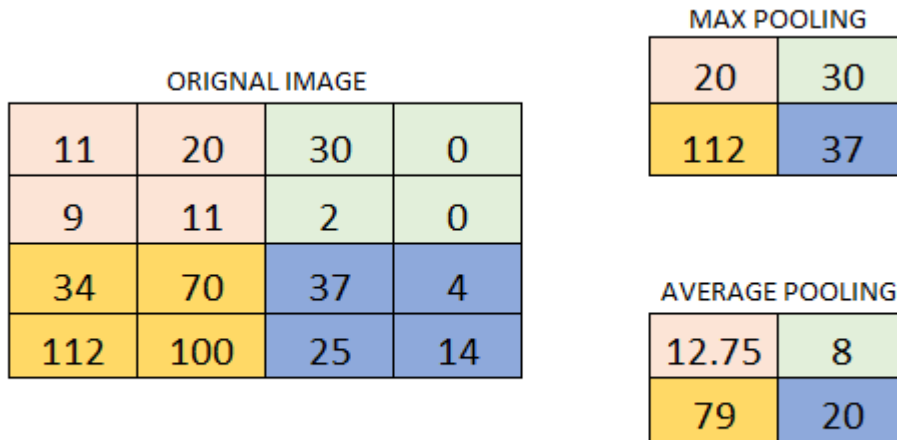 ORIGNAL IMAGE
11 20 30 0
9 11 2 0
34 70 37 4
112 100 25 14
MAX POOLING
20 30
112 37
AVERAGE POOLING
12.75 8
79 20